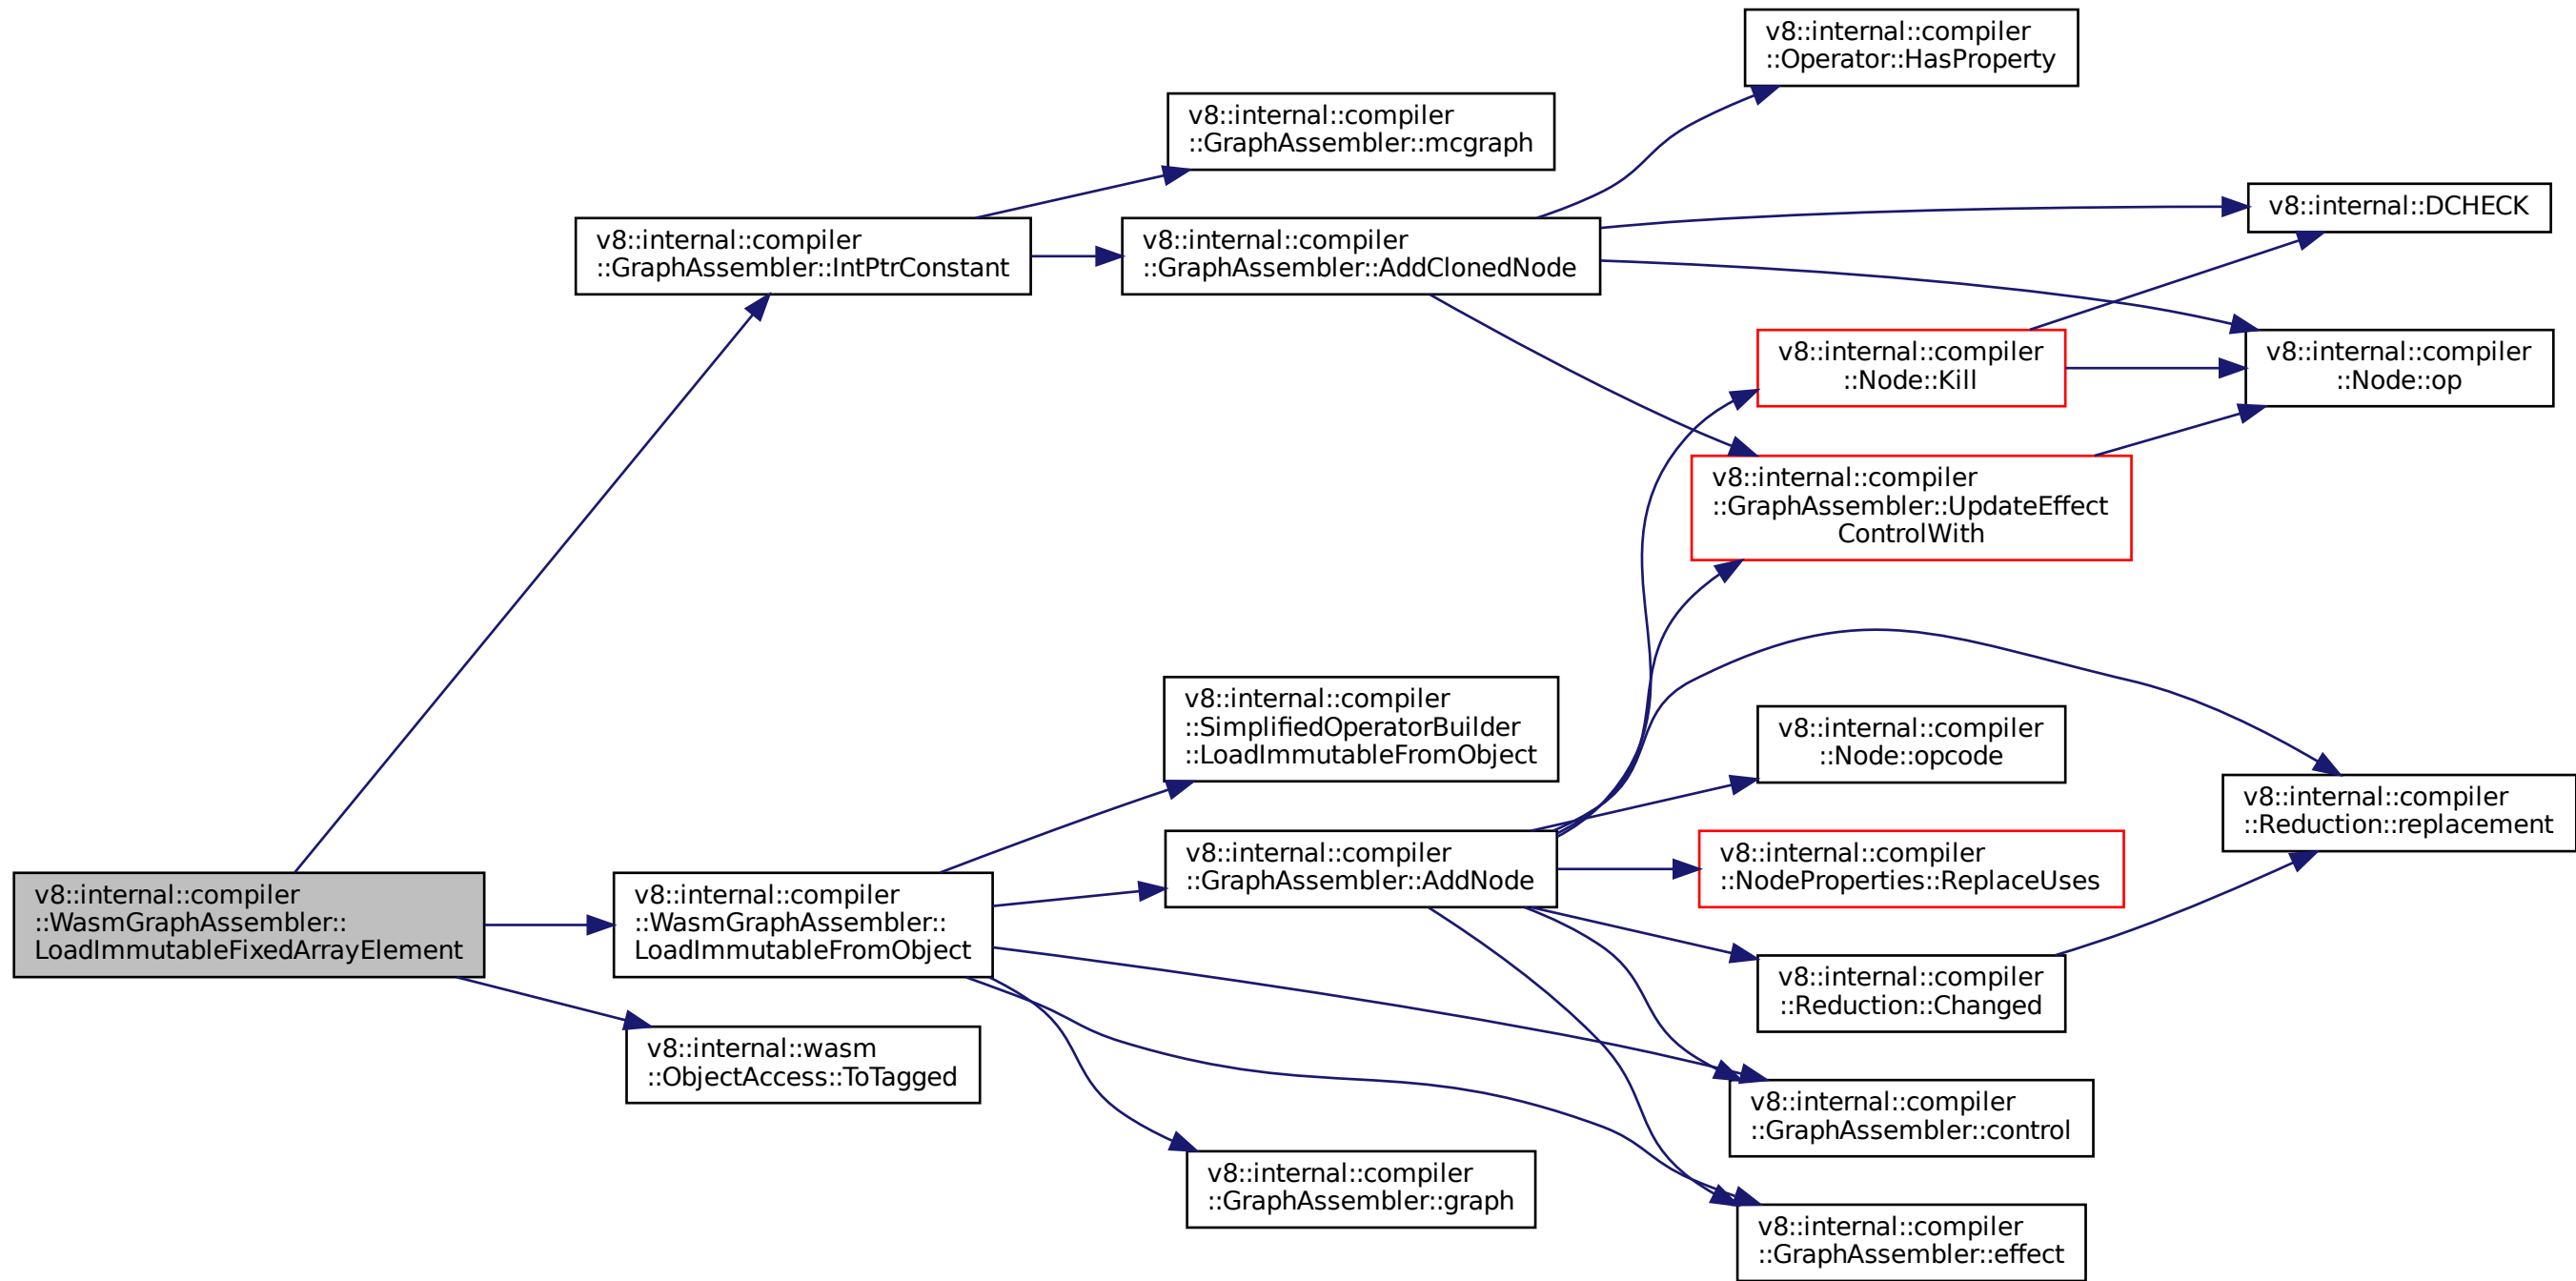 v8::internal::compiler
::Operator::HasProperty
v8::internal::compiler
::GraphAssembler::mcgraph
v8::internal::DCHECK
v8::internal::compiler
::GraphAssembler::IntPtrConstant
v8::internal::compiler
::GraphAssembler::AddClonedNode
v8::internal::compiler
::Node::Kill
v8::internal::compiler
::Node::op
v8::internal::compiler
::GraphAssembler::UpdateEffect
ControlWith
v8::internal::compiler
::SimplifiedOperatorBuilder
::LoadImmutableFromObject
v8::internal::compiler
::Node::opcode
v8::internal::compiler
::Reduction::replacement
v8::internal::compiler
::GraphAssembler::AddNode
v8::internal::compiler
::NodeProperties::ReplaceUses
v8::internal::compiler
::WasmGraphAssembler::
LoadImmutableFixedArrayElement
v8::internal::compiler
::WasmGraphAssembler::
LoadImmutableFromObject
v8::internal::compiler
::Reduction::Changed
v8::internal::wasm
::ObjectAccess::ToTagged
v8::internal::compiler
::GraphAssembler::control
v8::internal::compiler
::GraphAssembler::graph
v8::internal::compiler
::GraphAssembler::effect